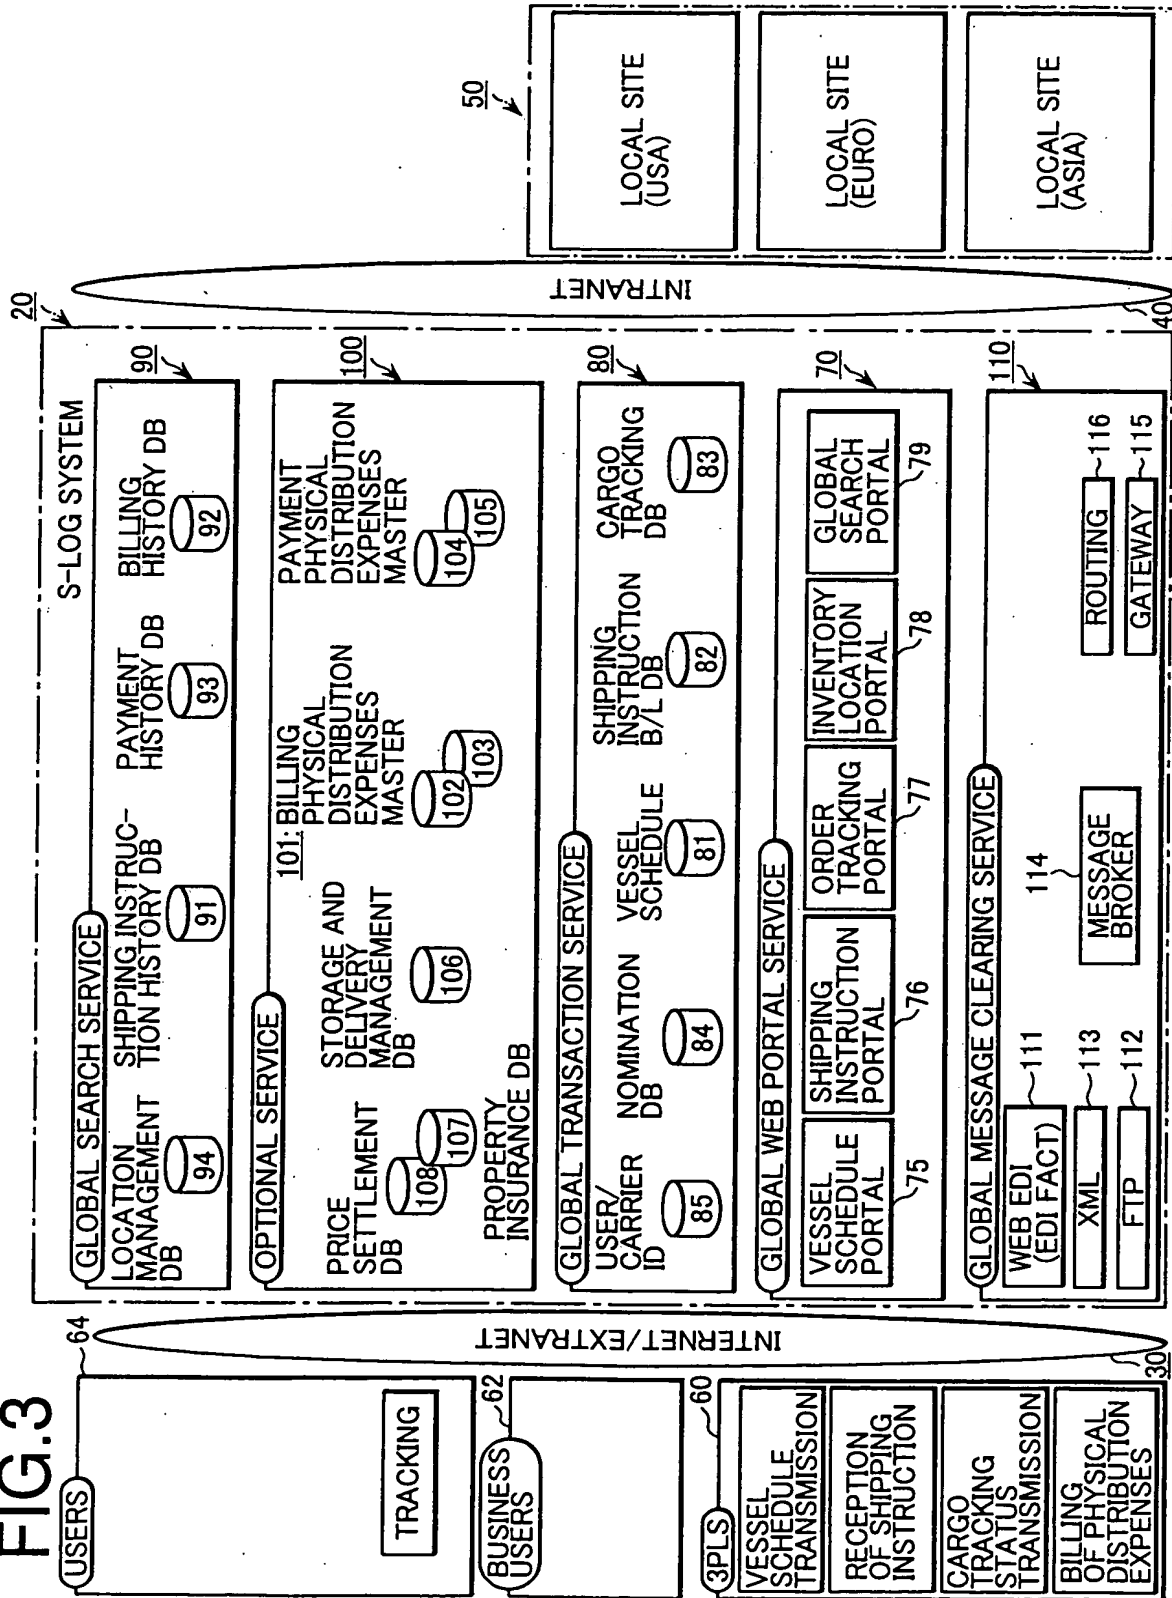 FIG.3
USERS
64
TRACKING
BUSINESS
USERS
62
3PLS
60
VESSEL
SCHEDULE
TRANSMISSION
RECEPTION
OF SHIPPING
INSTRUCTION
CARGO
TRACKING
STATUS
TRANSMISSION
BILLING
OF PHYSICAL
DISTRIBUTION
EXPENSES
INTERNET/EXTRANET
30
20
S-LOG SYSTEM
GLOBAL SEARCH SERVICE
90
LOCATION
MANAGEMENT
DB
94
SHIPPING INSTRUC-
TION HISTORY DB
91
PAYMENT
HISTORY DB
93
BILLING
HISTORY DB
92
OPTIONAL SERVICE
100
PRICE
SETTLEMENT
DB
108
107
PROPERTY
INSURANCE DB
STORAGE AND
DELIVERY
MANAGEMENT
DB
106
101: BILLING
PHYSICAL
DISTRIBUTION
EXPENSES
MASTER
102
103
PAYMENT
PHYSICAL
DISTRIBUTION
EXPENSES
MASTER
104
105
GLOBAL TRANSACTION SERVICE
80
USER/
CARRIER
ID
85
NOMINATION
DB
84
VESSEL
SCHEDULE
81
SHIPPING
INSTRUCTION
B/L DB
82
CARGO
TRACKING
DB
83
GLOBAL WEB PORTAL SERVICE
70
VESSEL
SCHEDULE
PORTAL
75
SHIPPING
INSTRUCTION
PORTAL
76
ORDER
TRACKING
PORTAL
77
INVENTORY
LOCATION
PORTAL
78
GLOBAL
SEARCH
PORTAL
79
GLOBAL MESSAGE CLEARING SERVICE
110
WEB EDI
(EDI FACT)
111
XML
113
FTP
112
114
MESSAGE
BROKER
ROUTING
116
GATEWAY
115
INTRANET
40
50
LOCAL SITE
(USA)
LOCAL SITE
(EURO)
LOCAL SITE
(ASIA)